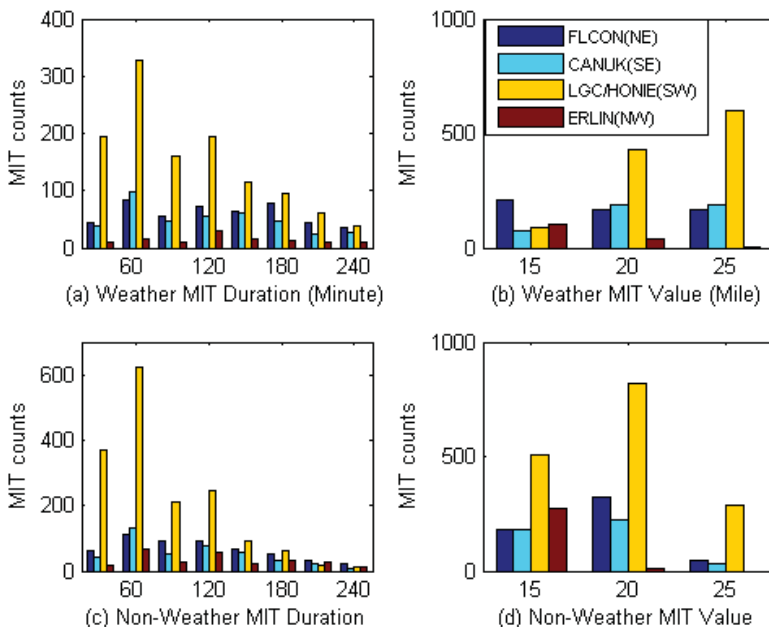 400
300
200
100
0
MIT counts
60 120 180 240
(a) Weather MIT Duration (Minute)
1000
500
0
MIT counts
FLCON(NE)
CANUK(SE)
LGC/HONIE(SW)
ERLIN(NW)
15 20 25
(b) Weather MIT Value (Mile)
600
400
200
0
MIT counts
60 120 180 240
(c) Non-Weather MIT Duration
1000
500
0
MIT counts
15 20 25
(d) Non-Weather MIT Value